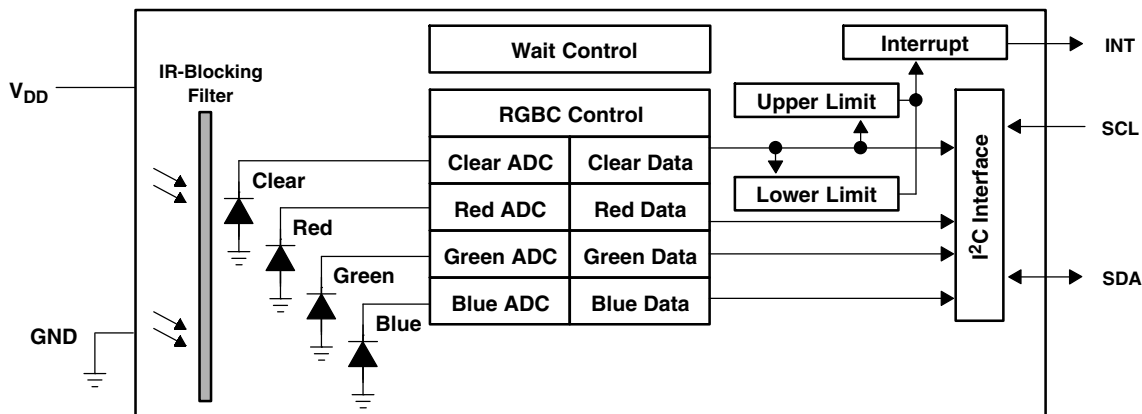 Wait Control
Interrupt
INT
IR-Blocking
Filter
VDD
Upper Limit
RGBC Control
SCL
Clear ADC
Clear Data
Clear
Lower Limit
Red ADC
Red Data
Red
I²C Interface
Green ADC
Green Data
Green
SDA
Blue ADC
Blue Data
Blue
GND